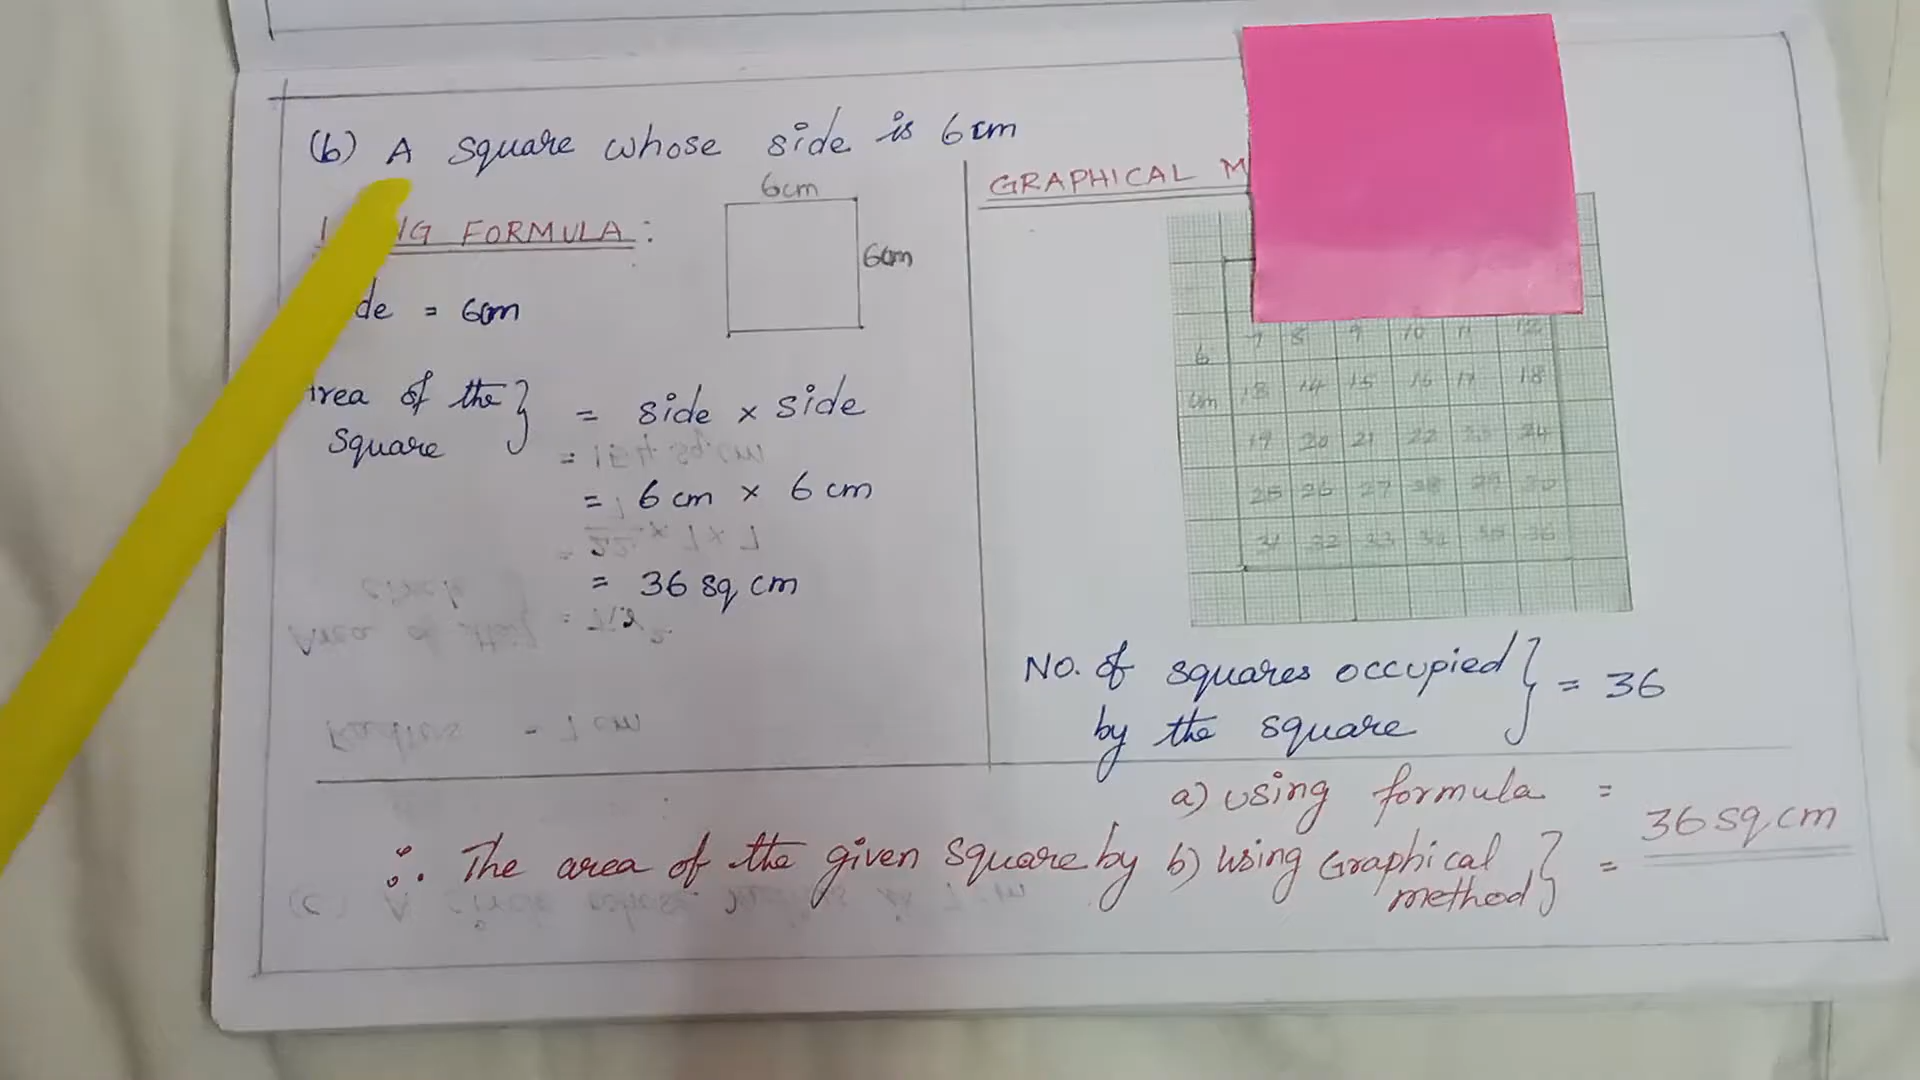 (b) A square whose side is 6cm
FORMULA :
6cm
6cm
= 6cm
of the
Square } = side × side
= 6 cm × 6 cm
= 36 sq cm
GRAPHICAL
7 8 9 10 11 12
6
cm 13 14 15 16 17 18
19 20 21 22 23 24
25 26 27 28 29 30
31 32 33 34 35 36
No. of squares occupied
by the square } = 36
a) using formula =
∴ The area of the given square by b) using Graphical
method } = 36 sq cm